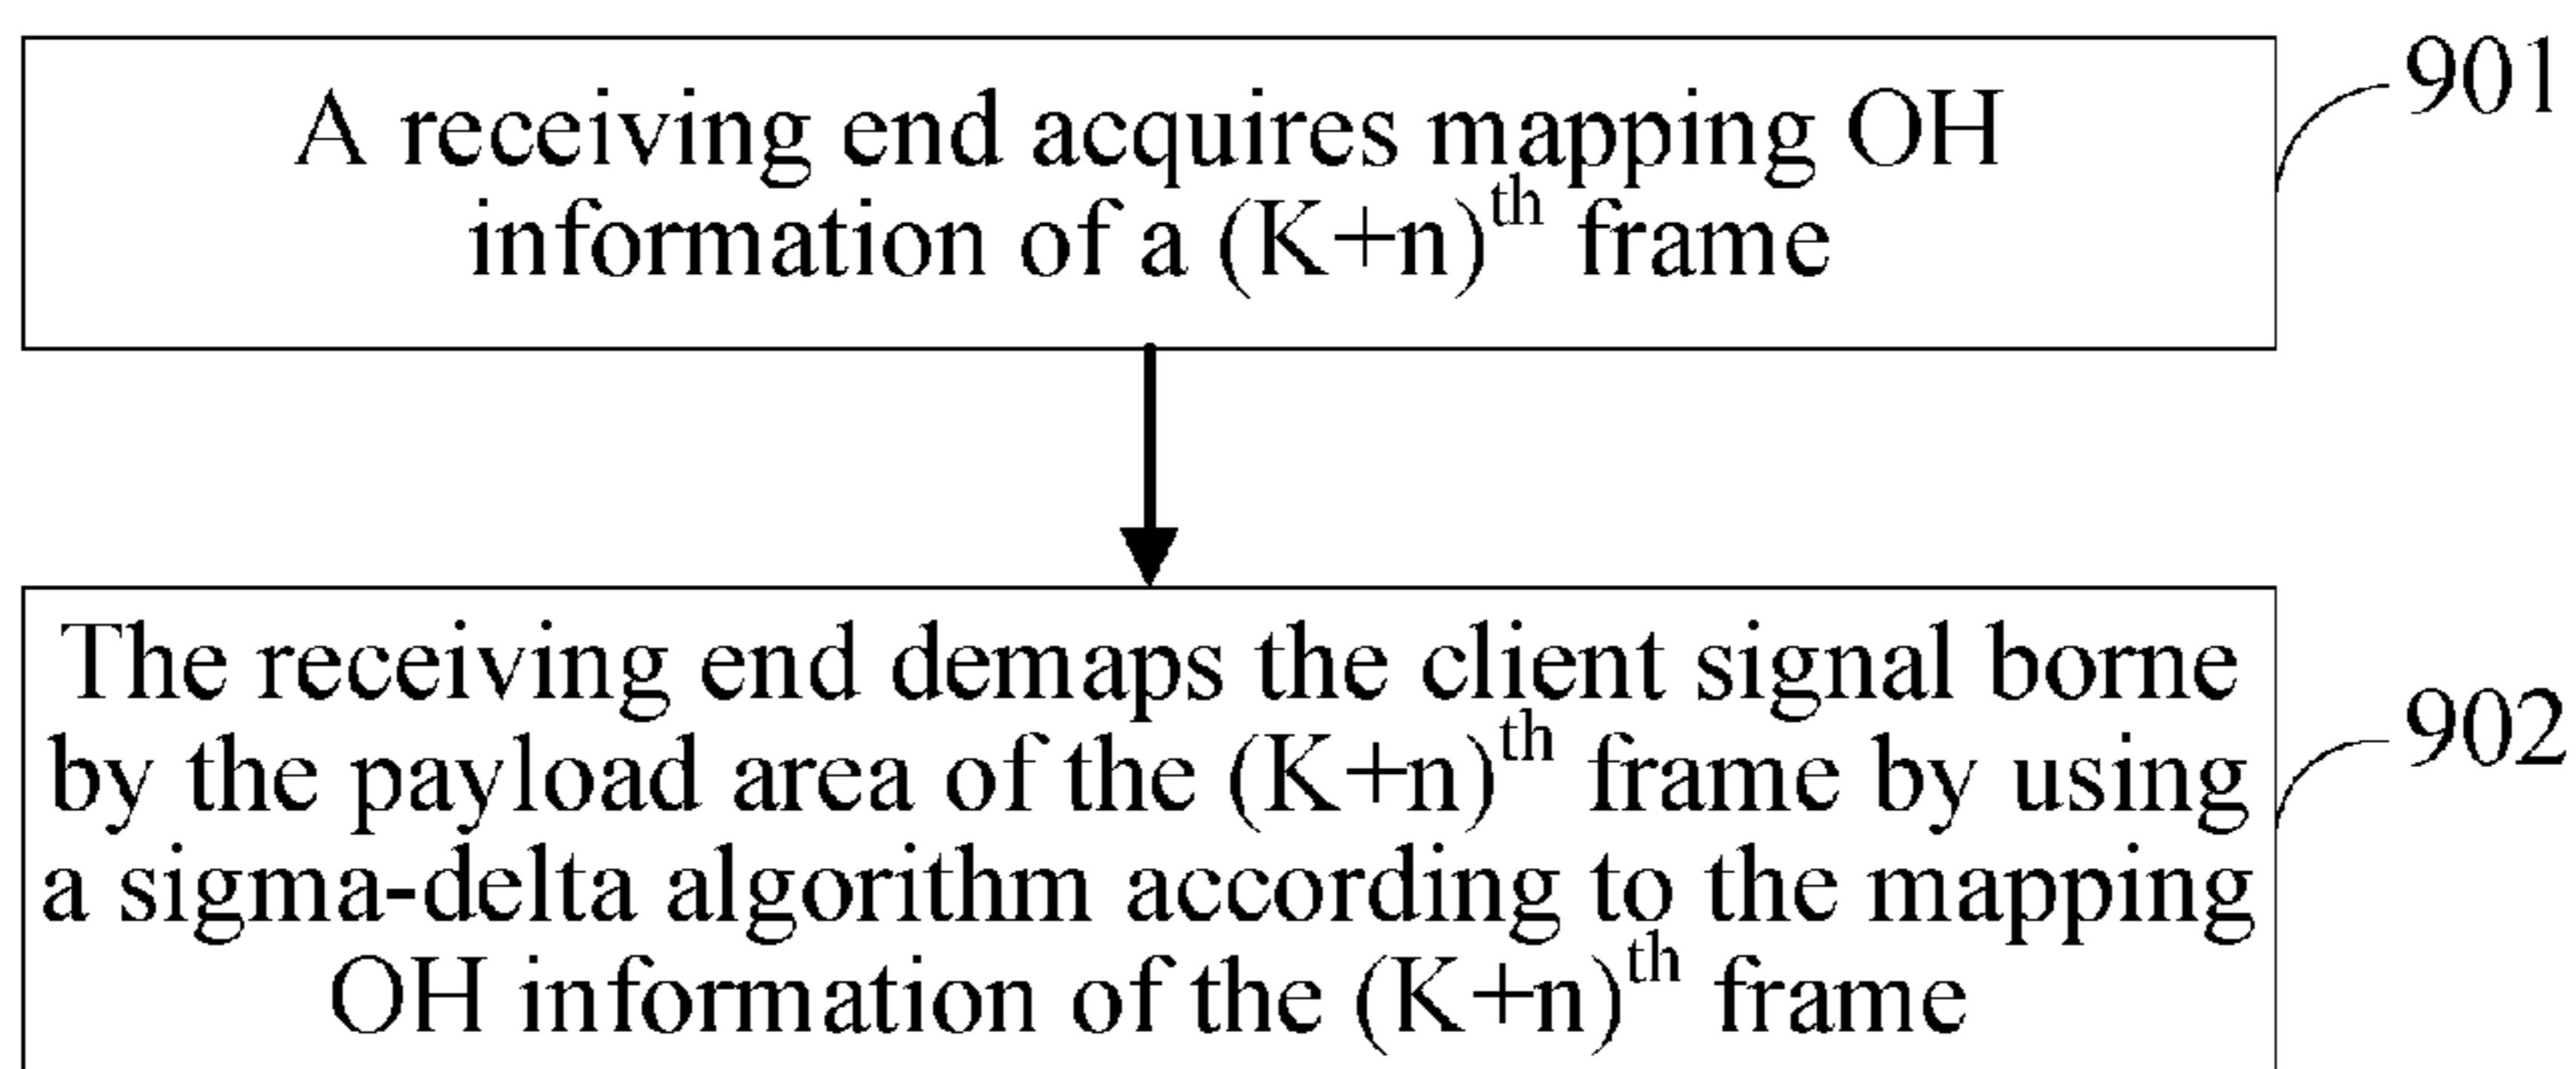 A receiving end acquires mapping OH
information of a (K+n)th frame
901
The receiving end demaps the client signal borne
by the payload area of the (K+n)th frame by using
a sigma-delta algorithm according to the mapping
OH information of the (K+n)th frame
902